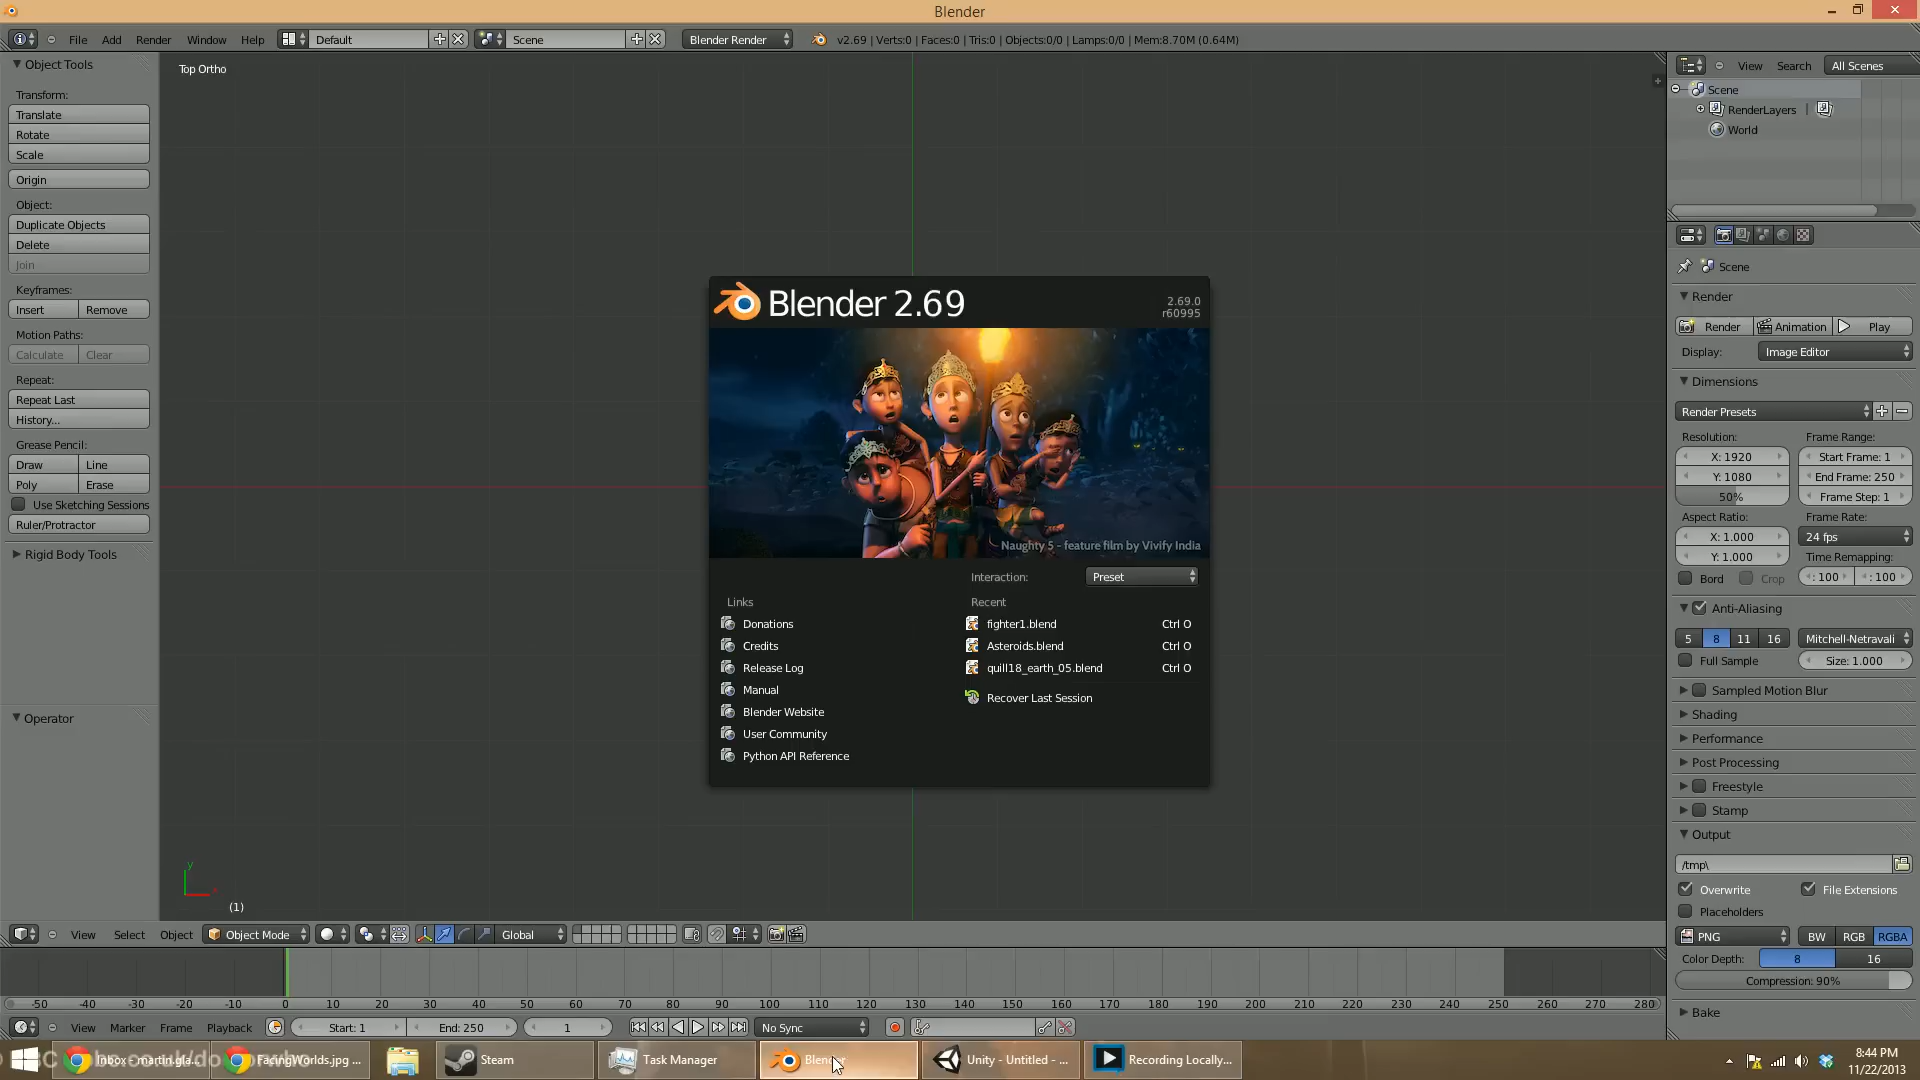 Blender
File Add Render Window Help Default Scene Blender Render v2.69 | Verts:0 | Faces:0 | Tris:0 | Objects:0/0 | Lamps:0/0 | Mem:8.70M (0.64M)
Object Tools
Transform:
Translate
Rotate
Scale
Origin
Object:
Duplicate Objects
Delete
Join
Keyframes:
Insert Remove
Motion Paths:
Calculate Clear
Repeat:
Repeat Last
History...
Grease Pencil:
Draw Line
Poly Erase
Use Sketching Sessions
Ruler/Protractor
Rigid Body Tools
Operator
Top Ortho
Blender 2.69
2.69.0
r60995
Naughty 5 - feature film by Vivify India
Interaction: Preset
Links
Donations
Credits
Release Log
Manual
Blender Website
User Community
Python API Reference
Recent
fighter1.blend Ctrl O
Asteroids.blend Ctrl O
quill18_earth_05.blend Ctrl O
Recover Last Session
y
x
(1)
View Search All Scenes
Scene
RenderLayers |
World
Scene
Render
Render Animation Play
Display: Image Editor
Dimensions
Render Presets
Resolution: Frame Range:
X: 1920 Start Frame: 1
Y: 1080 End Frame: 250
50% Frame Step: 1
Aspect Ratio: Frame Rate:
X: 1.000 24 fps
Y: 1.000 Time Remapping:
Bord Crop : 100 : 100
Anti-Aliasing
5 8 11 16 Mitchell-Netravali
Full Sample Size: 1.000
Sampled Motion Blur
Shading
Performance
Post Processing
Freestyle
Stamp
Output
/tmp\
Overwrite File Extensions
Placeholders
PNG BW RGB RGBA
Color Depth: 8 16
Compression: 90%
Bake
View Select Object Object Mode Global
-50 -40 -30 -20 -10 0 10 20 30 40 50 60 70 80 90 100 110 120 130 140 150 160 170 180 190 200 210 220 230 240 250 260 270 280
View Marker Frame Playback Start: 1 End: 250 1 No Sync
Inbox - martin.gla... FacingWorlds.jpg ... Steam Task Manager Blender Unity - Untitled - ... Recording Locally...
8:44 PM
11/22/2013